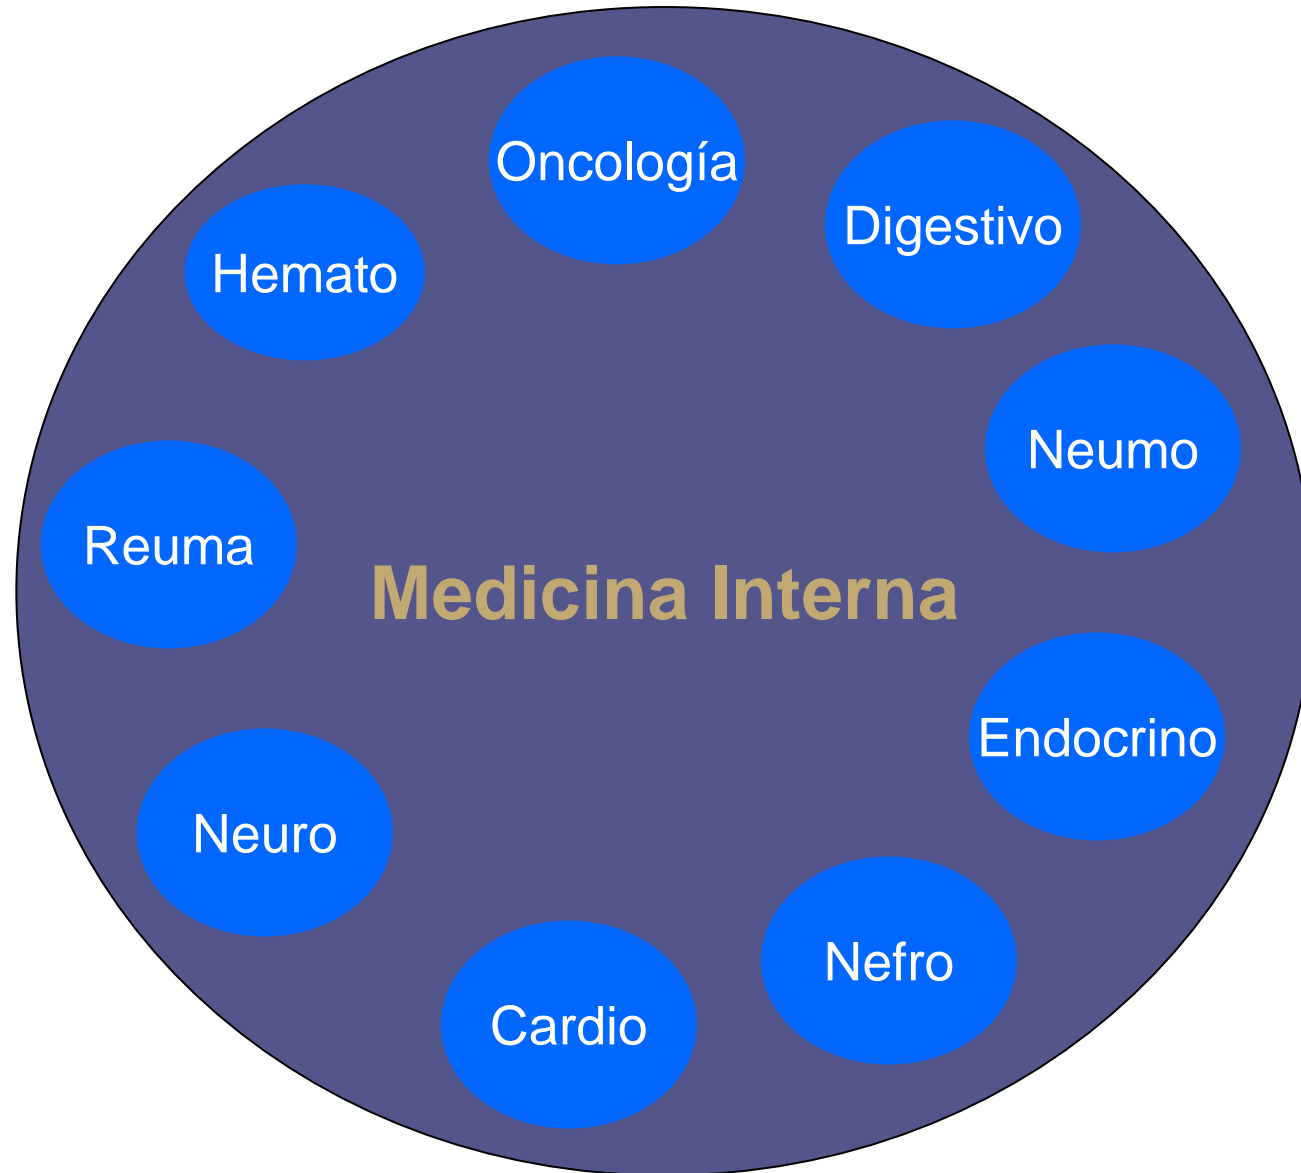 Oncología
Digestivo
Hemato
Neumo
Reuma
Medicina Interna
Endocrino
Neuro
Nefro
Cardio